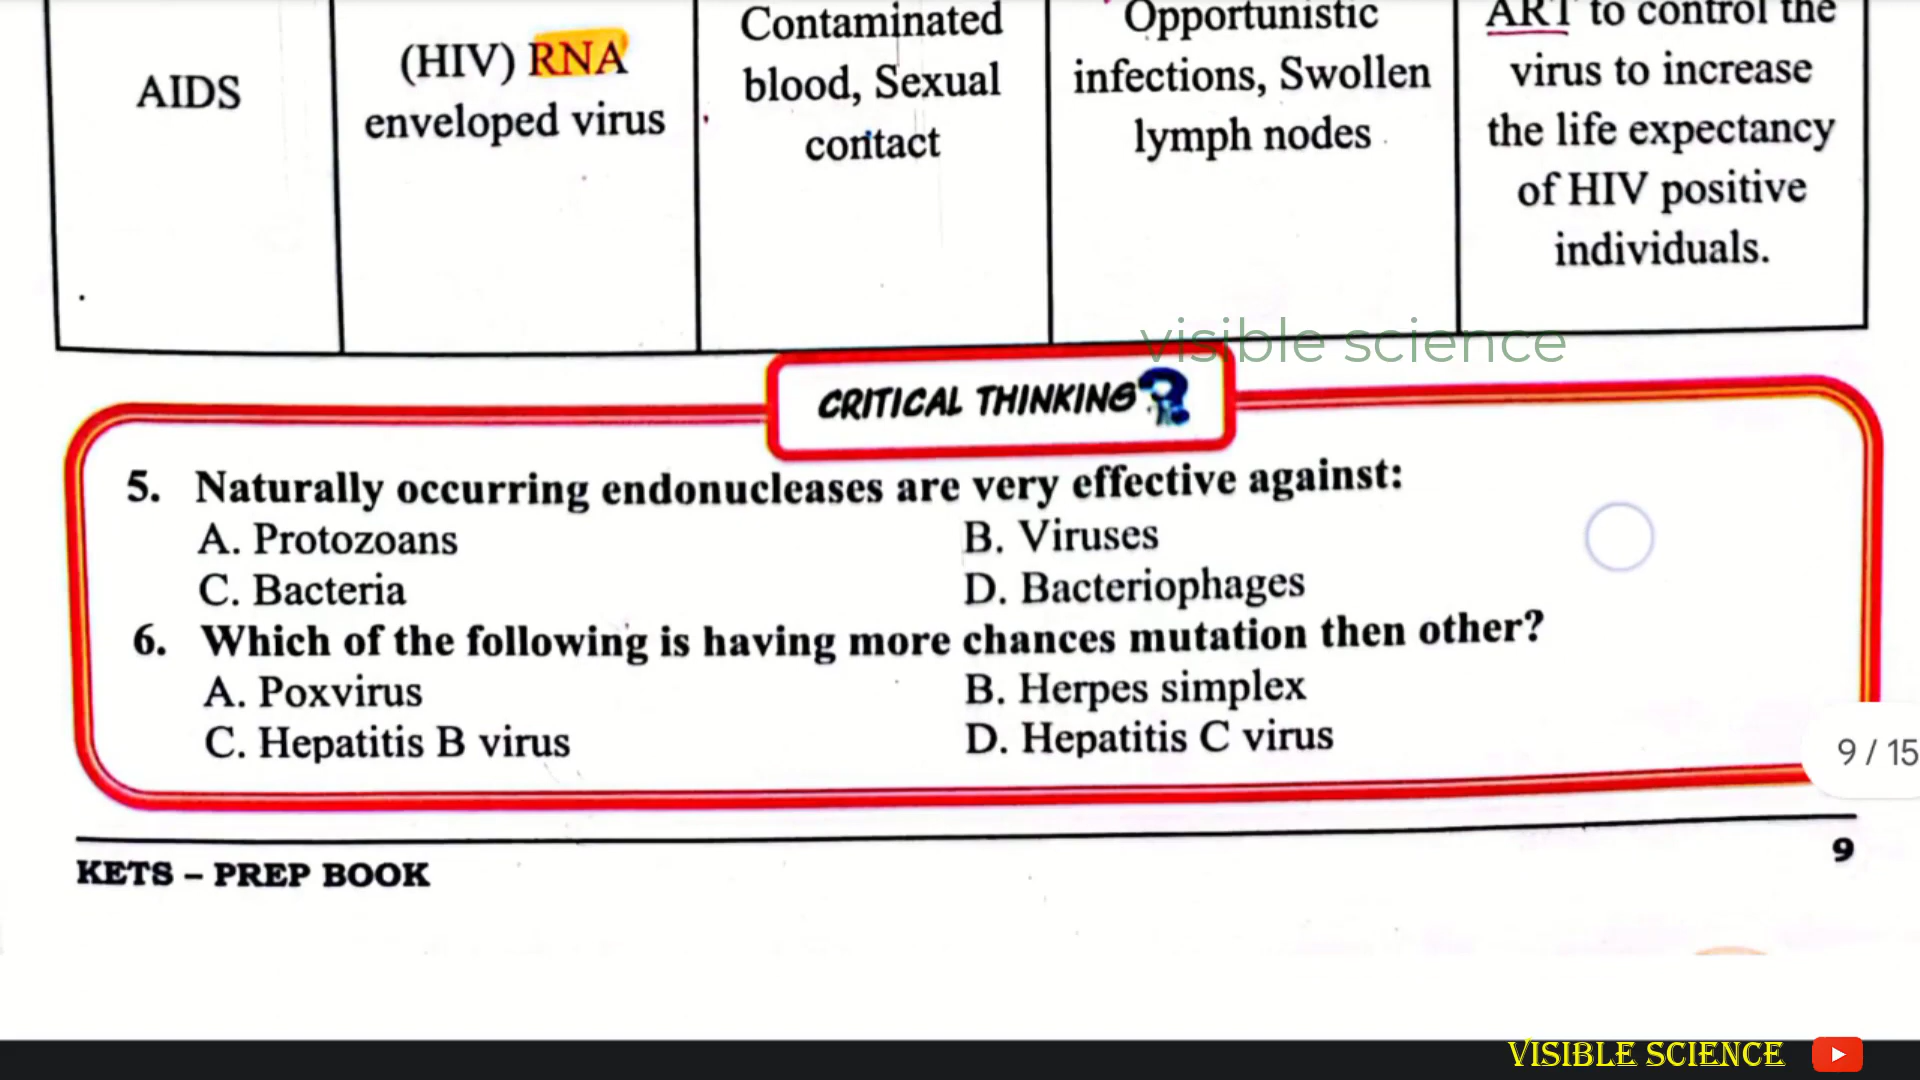 AIDS
(HIV) RNA
enveloped virus
Contaminated
blood, Sexual
contact
Opportunistic
infections, Swollen
lymph nodes
ART to control the
virus to increase
the life expectancy
of HIV positive
individuals.
visible science
CRITICAL THINKING?
5. Naturally occurring endonucleases are very effective against:
A. Protozoans B. Viruses
C. Bacteria D. Bacteriophages
6. Which of the following is having more chances mutation then other?
A. Poxvirus B. Herpes simplex
C. Hepatitis B virus D. Hepatitis C virus
9 / 15
9
KETS – PREP BOOK
VISIBLE SCIENCE